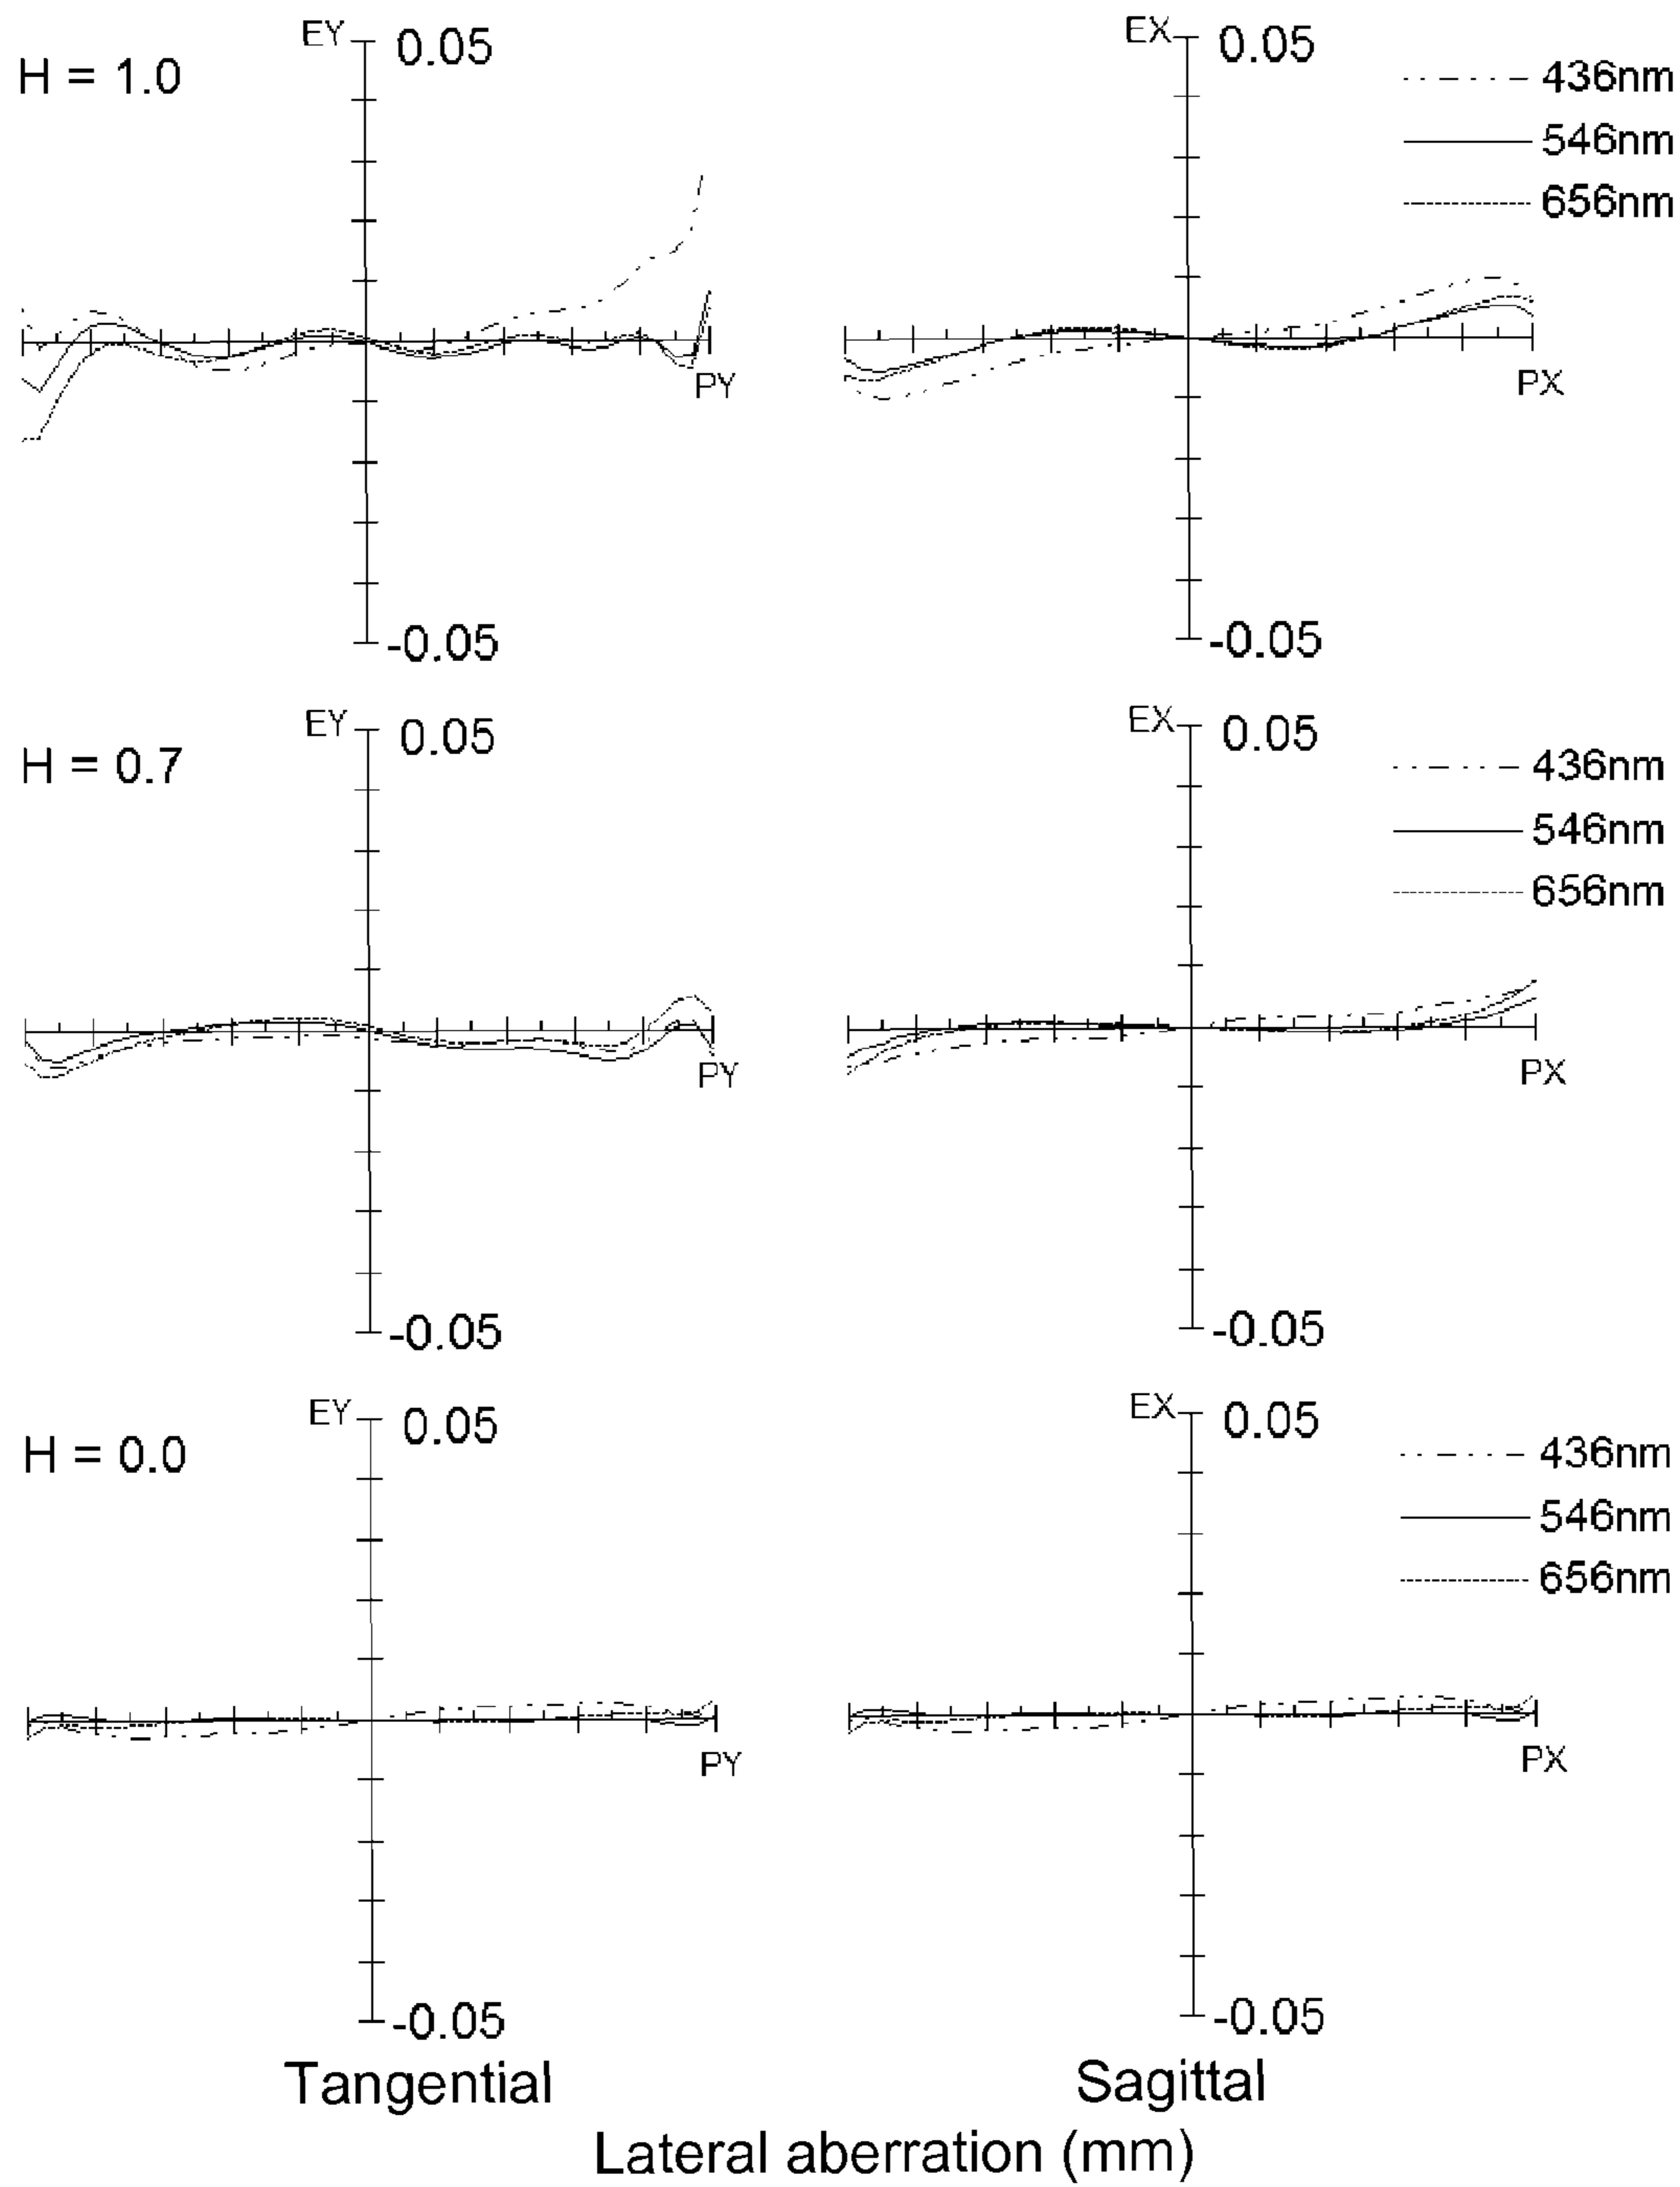 EY 0.05
EX 0.05
H = 1.0
436nm
546nm
656nm
PY
PX
-0.05
-0.05
EY 0.05
EX 0.05
H = 0.7
436nm
546nm
656nm
PY
PX
-0.05
-0.05
EY 0.05
EX 0.05
H = 0.0
436nm
546nm
656nm
PY
PX
-0.05
-0.05
Tangential
Sagittal
Lateral aberration (mm)